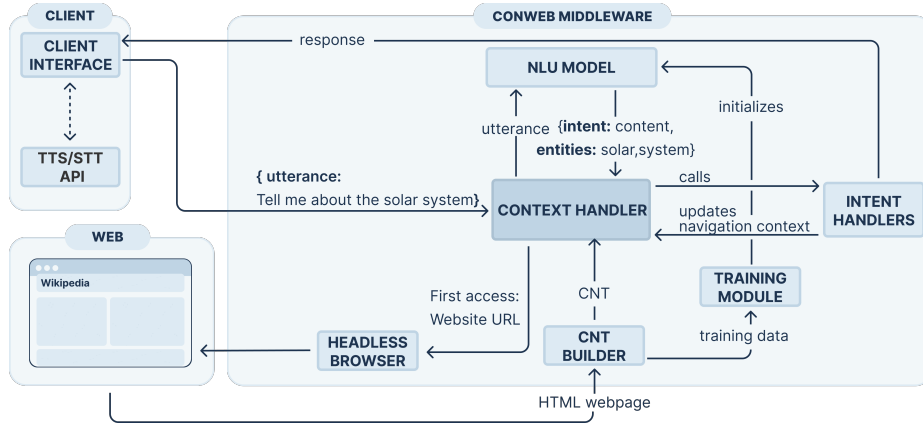 CLIENT
CONWEB MIDDLEWARE
CLIENT
INTERFACE
response
NLU MODEL
initializes
utterance
{intent: content,
entities: solar,system}
TTS/STT
API
{ utterance:
Tell me about the solar system}
CONTEXT HANDLER
calls
updates
navigation context
INTENT
HANDLERS
WEB
Wikipedia
First access:
Website URL
CNT
TRAINING
MODULE
training data
HEADLESS
BROWSER
CNT
BUILDER
HTML webpage